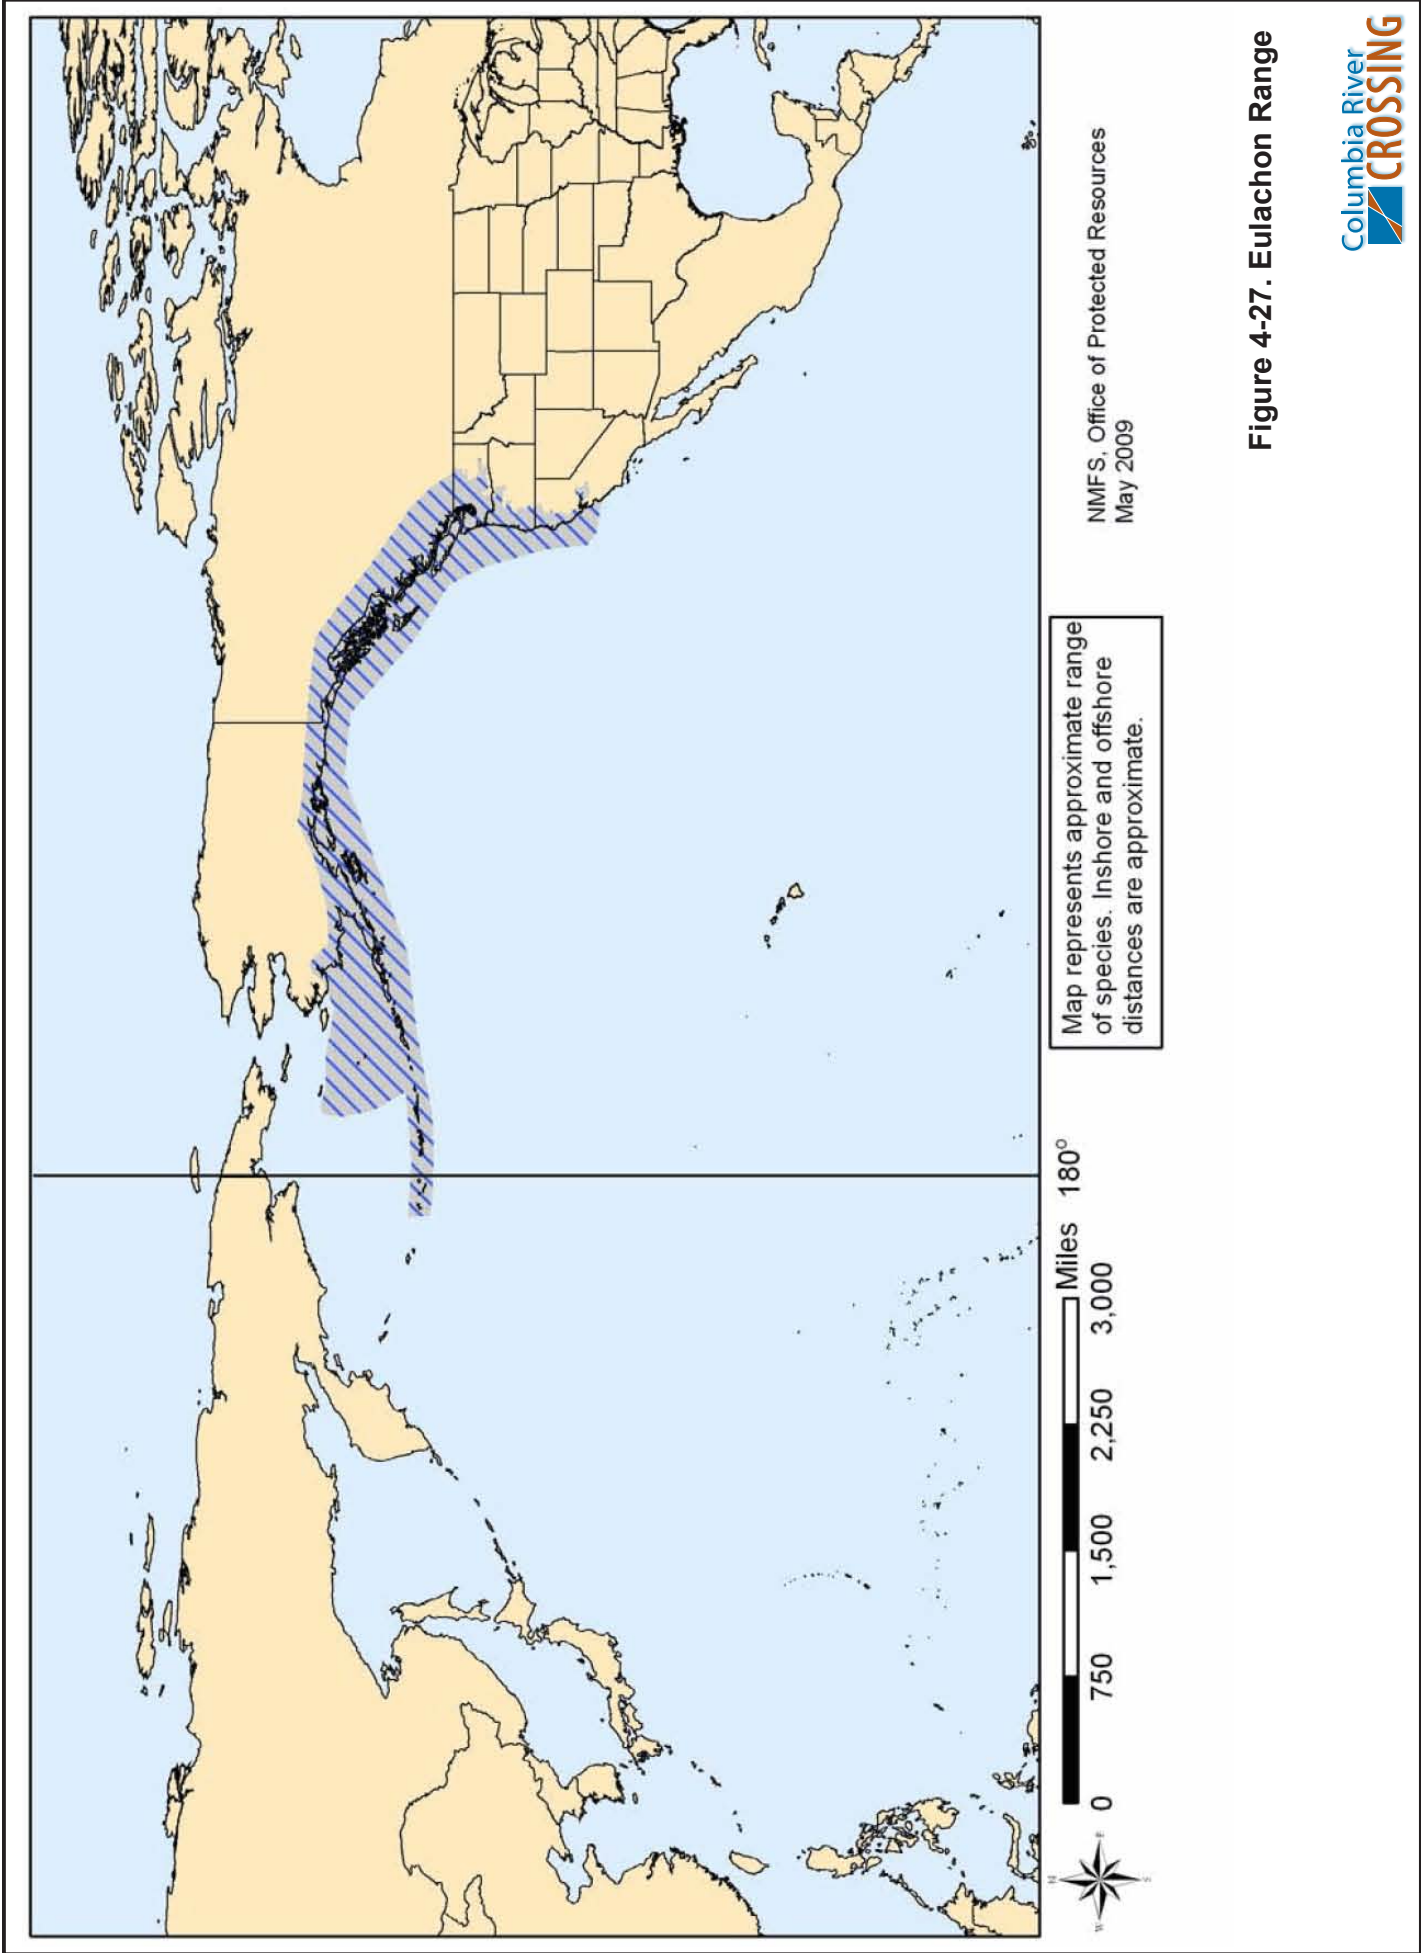 180°
Miles
0 750 1,500 2,250 3,000
N
W E
S
Map represents approximate range
of species. Inshore and offshore
distances are approximate.
NMFS, Office of Protected Resources
May 2009
Figure 4-27. Eulachon Range
Columbia River
CROSSING